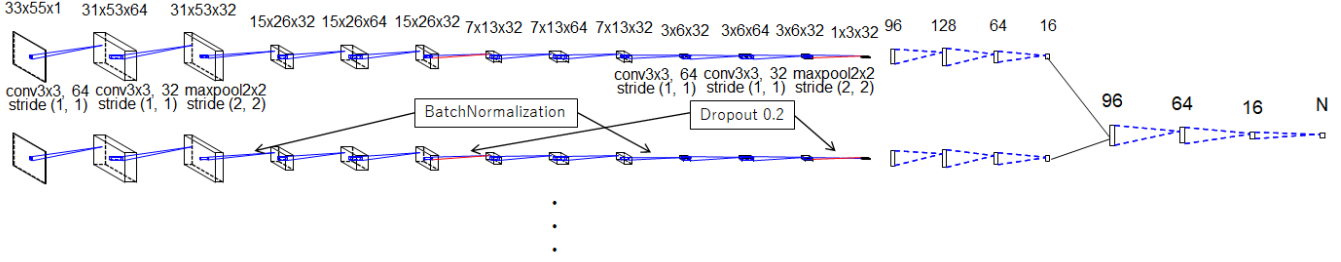 33x55x1 31x53x64 31x53x32 15x26x32 15x26x64 15x26x32 7x13x32 7x13x64 7x13x32 3x6x32 3x6x64 3x6x32 1x3x32 96 128 64 16
conv3x3, 64 conv3x3, 32 maxpool2x2 conv3x3, 64 conv3x3, 32 maxpool2x2
stride (1, 1) stride (1, 1) stride (2, 2) stride (1, 1) stride (1, 1) stride (2, 2)
96 64 16 N
BatchNormalization Dropout 0.2